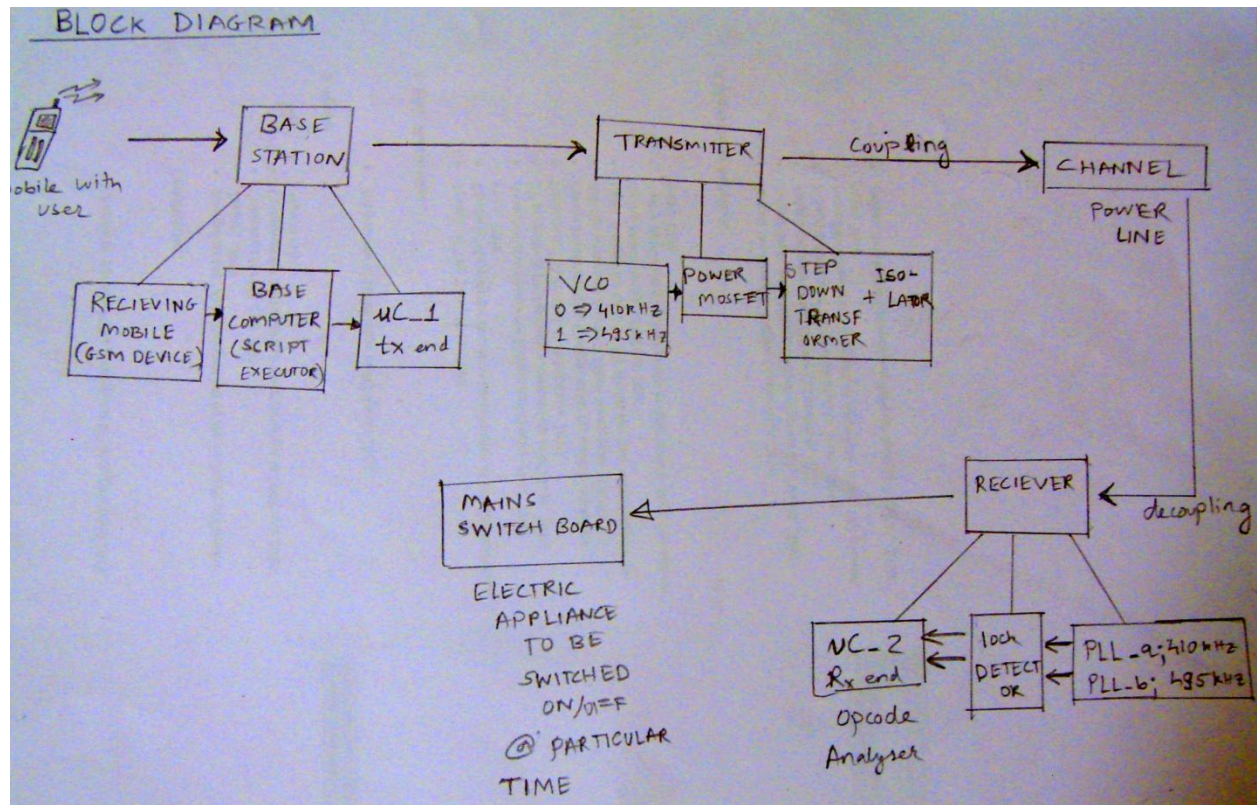 BLOCK DIAGRAM
BASE
STATION
TRANSMITTER
coupling
CHANNEL
POWER
LINE
obile with
user
RECIEVING
MOBILE
(GSM DEVICE)
BASE
COMPUTER
(SCRIPT
EXECUTOR)
uC_1
tx end
VCO
0 => 410kHz
1 => 495kHz
POWER
MOSFET
STEP
DOWN
TRANSF
ORMER
+
ISO-
LATOR
RECIEVER
decoupling
MAINS
SWITCH BOARD
ELECTRIC
APPLIANCE
TO BE
SWITCHED
ON/OFF
@ PARTICULAR
TIME
uC_2
Rx end
Opcode
Analyser
lock
DETECT
OR
PLL_a; 410kHz
PLL_b; 495kHz